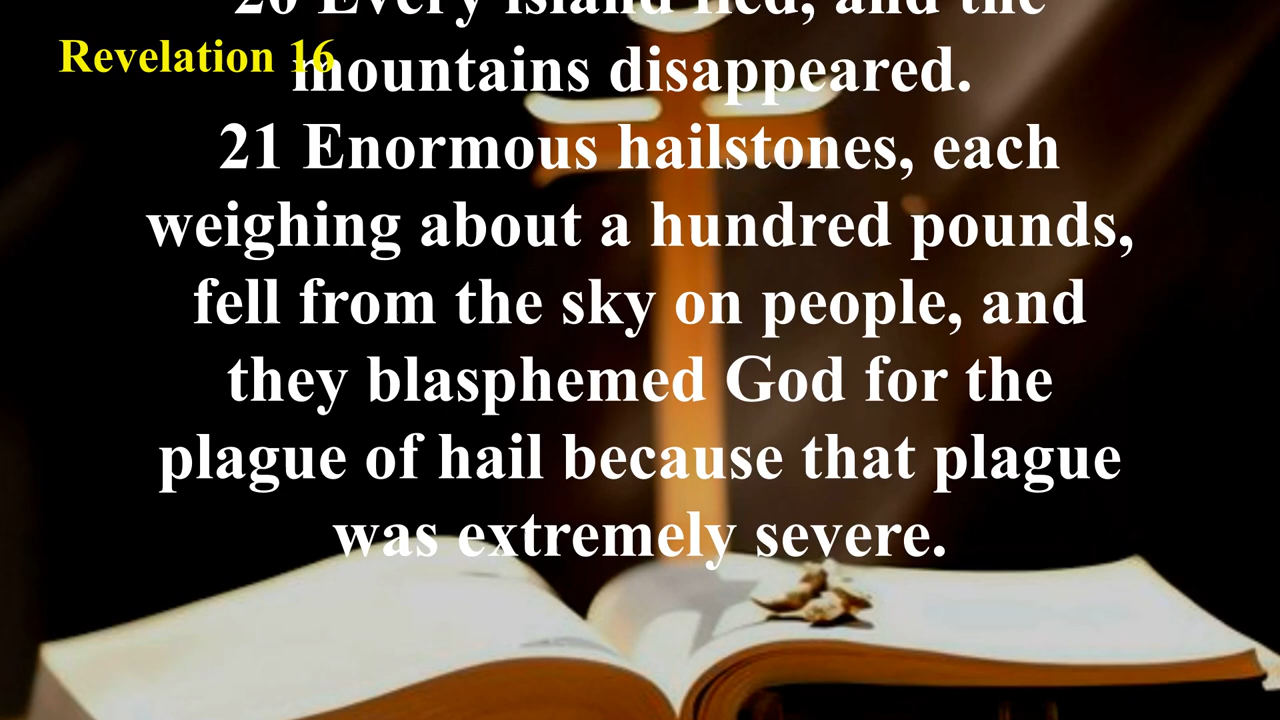 20 Every island fled, and the
Revelation 16
mountains disappeared.
21 Enormous hailstones, each
weighing about a hundred pounds,
fell from the sky on people, and
they blasphemed God for the
plague of hail because that plague
was extremely severe.